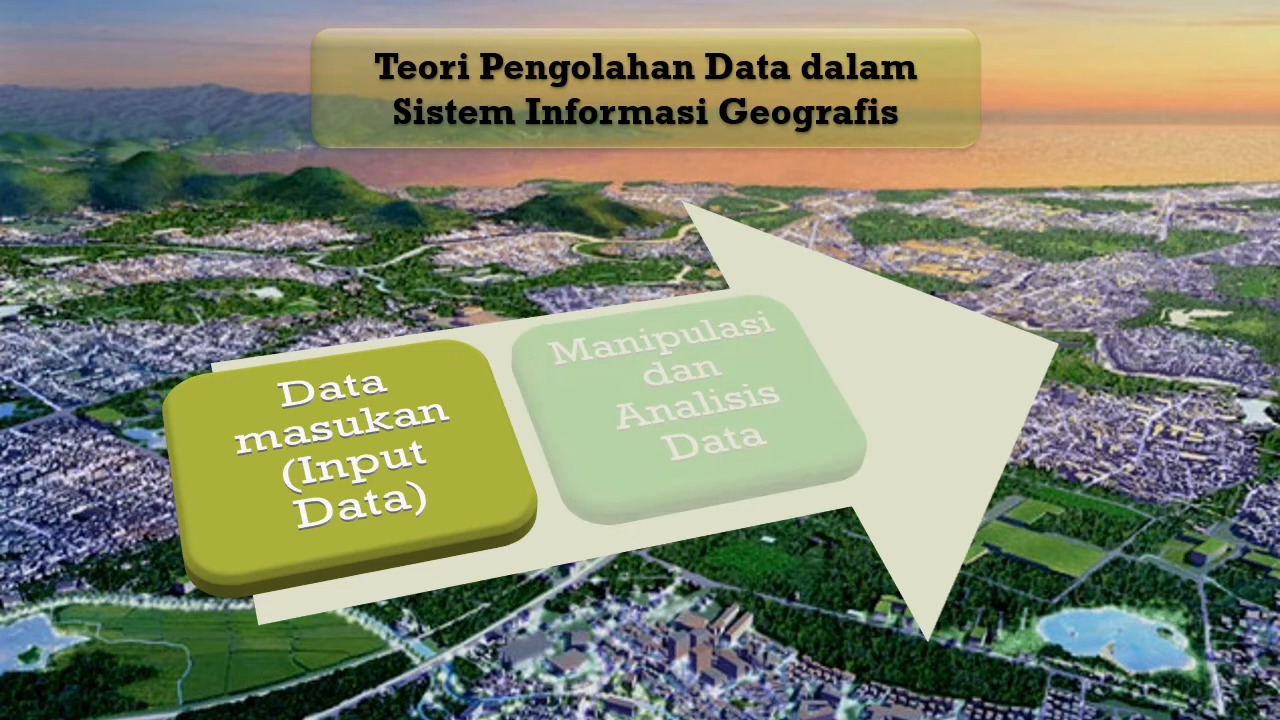 Teori Pengolahan Data dalam
Sistem Informasi Geografis
Data
masukan
(Input
Data)
Manipulasi
dan
Analisis
Data